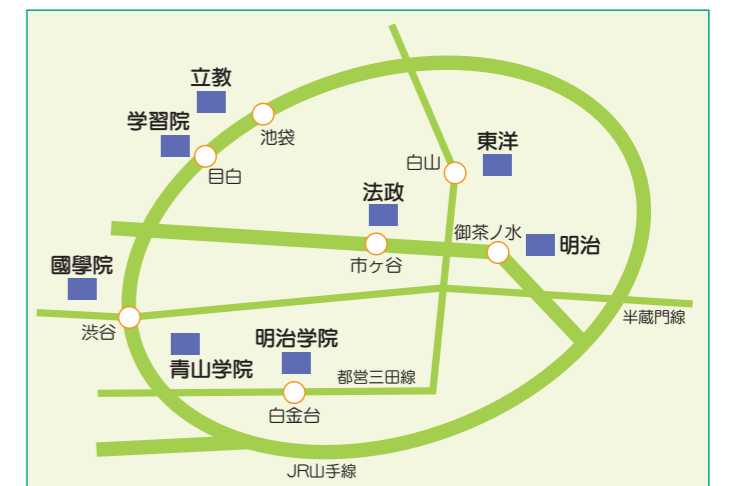 立教
学習院
池袋
目白
東洋
白山
法政
御茶ノ水
明治
市ヶ谷
國學院
渋谷
半蔵門線
青山学院
明治学院
都営三田線
白金台
JR山手線